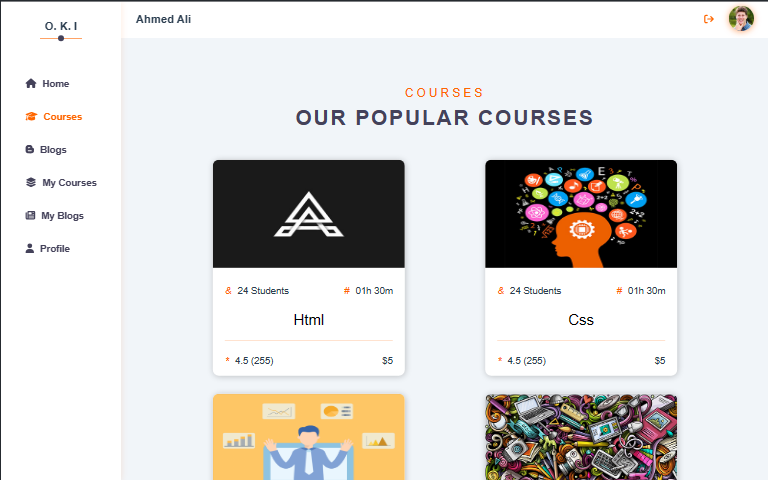 O. K. I
Ahmed Ali
Home
Courses
Blogs
My Courses
My Blogs
Profile
COURSES
OUR POPULAR COURSES
& 24 Students # 01h 30m
Html
* 4.5 (255) $5
& 24 Students # 01h 30m
Css
* 4.5 (255) $5